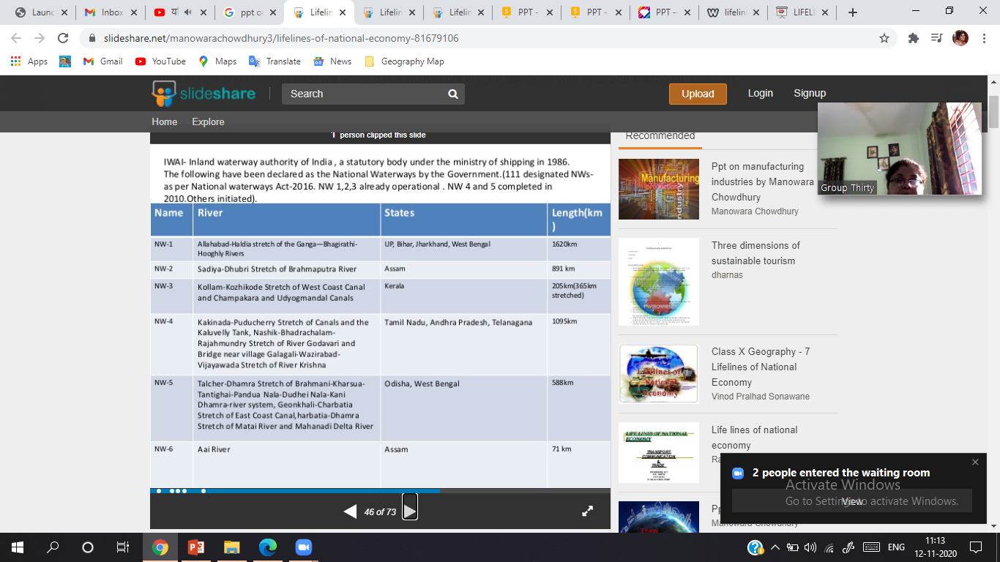 Launc
Inbox
ppt o
Lifelin
Lifelin
Lifelin
PPT -
PPT -
PPT –
lifelin
LIFEL
slideshare.net/manowarachowdhury3/lifelines-of-national-economy-81679106
Apps
Gmail
YouTube
Maps
Translate
News
Geography Map
slideshare
Search
Upload
Login
Signup
Home
Explore
1 person clipped this slide
IWAI- Inland waterway authority of India , a statutory body under the ministry of shipping in 1986.
The following have been declared as the National Waterways by the Government.(111 designated NWs-
as per National waterways Act-2016. NW 1,2,3 already operational . NW 4 and 5 completed in
2010.Others initiated).
Name River States Length(km
)
NW-1 Allahabad-Haldia stretch of the Ganga—Bhagirathi- UP, Bihar, Jharkhand, West Bengal 1620km
Hooghly Rivers
NW-2 Sadiya-Dhubri Stretch of Brahmaputra River Assam 891 km
NW-3 Kollam-Kozhikode Stretch of West Coast Canal Kerala 205km(365km
and Champakara and Udyogmandal Canals stretched)
NW-4 Kakinada-Puducherry Stretch of Canals and the Tamil Nadu, Andhra Pradesh, Telanagana 1095km
Kaluvelly Tank, Nashik-Bhadrachalam-
Rajahmundry Stretch of River Godavari and
Bridge near village Galagali-Wazirabad-
Vijayawada Stretch of River Krishna
NW-5 Talcher-Dhamra Stretch of Brahmani-Kharsua- Odisha, West Bengal 588km
Tantighai-Pandua Nala-Dudhei Nala-Kani
Dhamra-river system, Geonkhali-Charbatia
Stretch of East Coast Canal,harbatia-Dhamra
Stretch of Matai River and Mahanadi Delta River
NW-6 Aai River Assam 71 km
46 of 73
Recommended
Manufacturing
Ppt on manufacturing
industries by Manowara
Chowdhury
Manowara Chowdhury
Three dimensions of
sustainable tourism
dharnas
Lifelines of
National
Economy
Class X Geography - 7
Lifelines of National
Economy
Vinod Pralhad Sonawane
LIFE LINES OF NATIONAL
ECONOMY
TRANSPORT
COMMUNICATION
&
TRADE
Life lines of national
economy
Manowara Chowdhury
Group Thirty
2 people entered the waiting room
View
Activate Windows
Go to Settings to activate Windows.
ENG
11:13
12-11-2020